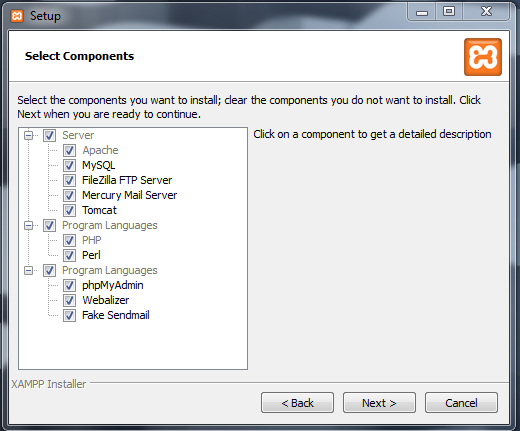 Setup
Select Components
Select the components you want to install; clear the components you do not want to install. Click
Next when you are ready to continue.
Server
Apache
MySQL
FileZilla FTP Server
Mercury Mail Server
Tomcat
Program Languages
PHP
Perl
Program Languages
phpMyAdmin
Webalizer
Fake Sendmail
Click on a component to get a detailed description
XAMPP Installer
< Back
Next >
Cancel